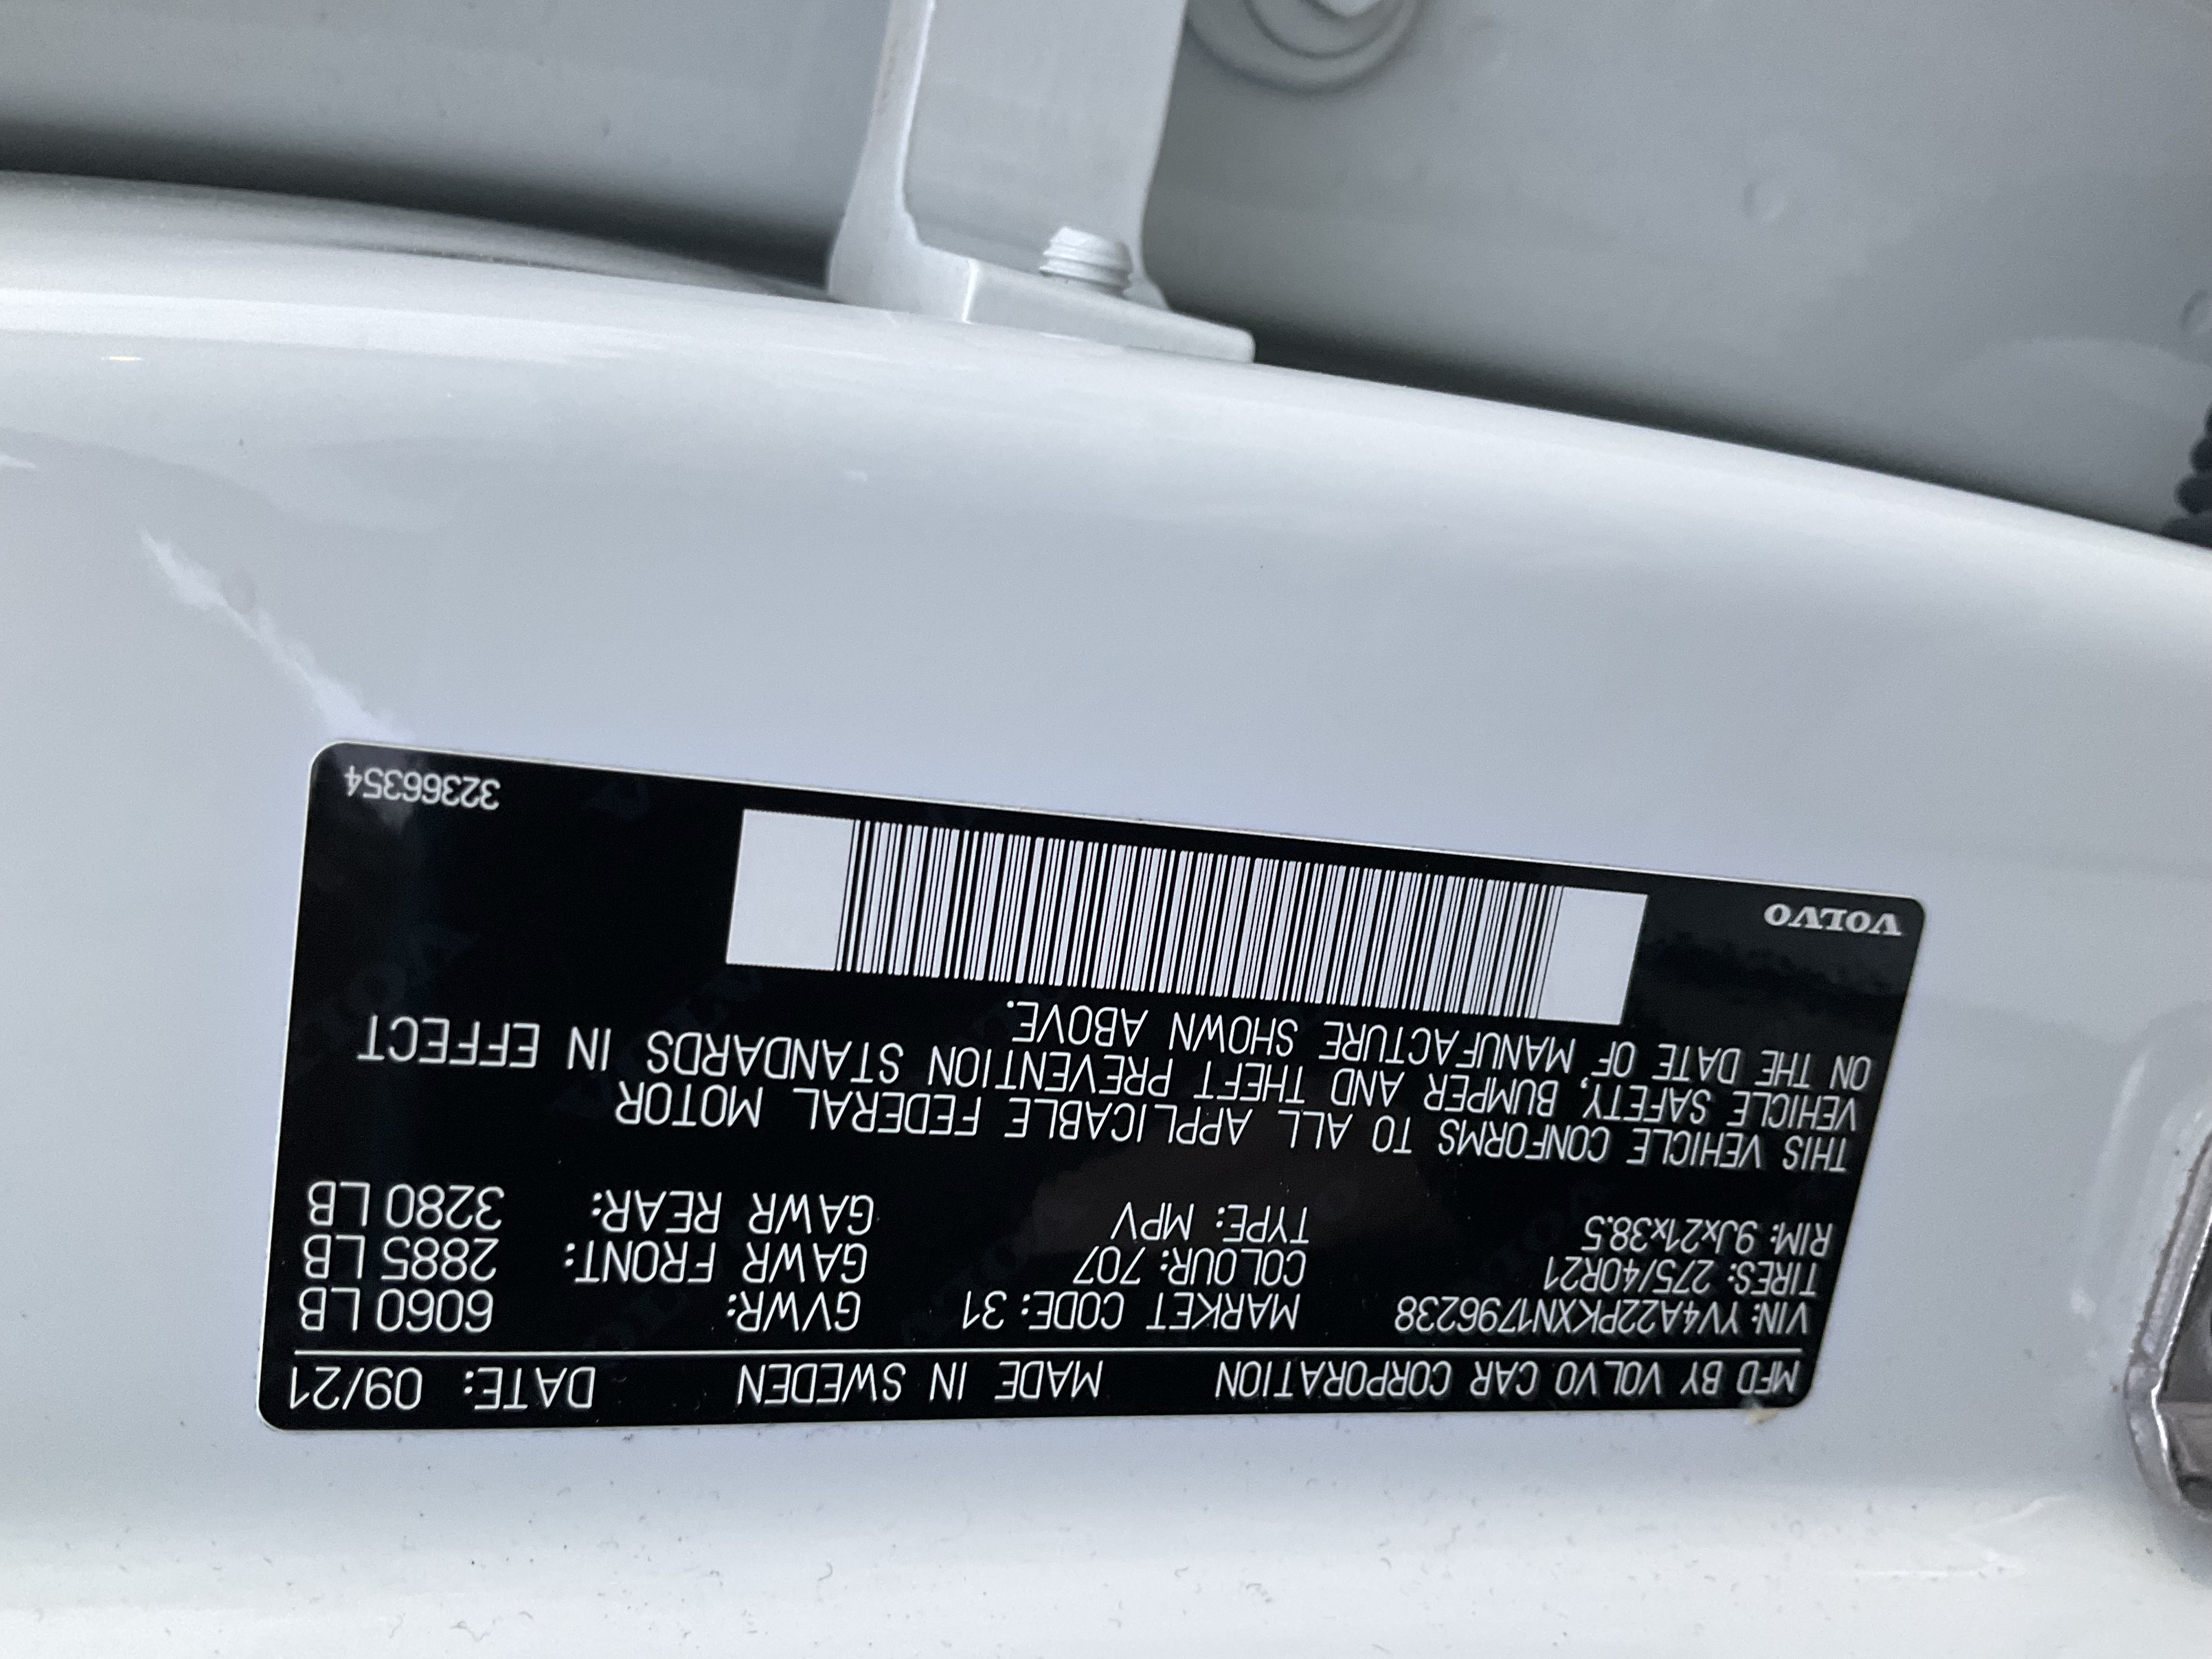 MFD BY VOLVO CAR CORPORATION MADE IN SWEDEN DATE: 09/21
VIN: YV4A22PKXN1796238 MARKET CODE: 31 GVWR: 6060 LB
TIRES: 275/40R21 COLOUR: 707 GAWR FRONT: 2885 LB
RIM: 9Jx21x38.5 TYPE: MPV GAWR REAR: 3280 LB
THIS VEHICLE CONFORMS TO ALL APPLICABLE FEDERAL MOTOR
VEHICLE SAFETY, BUMPER AND THEFT PREVENTION STANDARDS IN EFFECT
ON THE DATE OF MANUFACTURE SHOWN ABOVE.
VOLVO 32366354